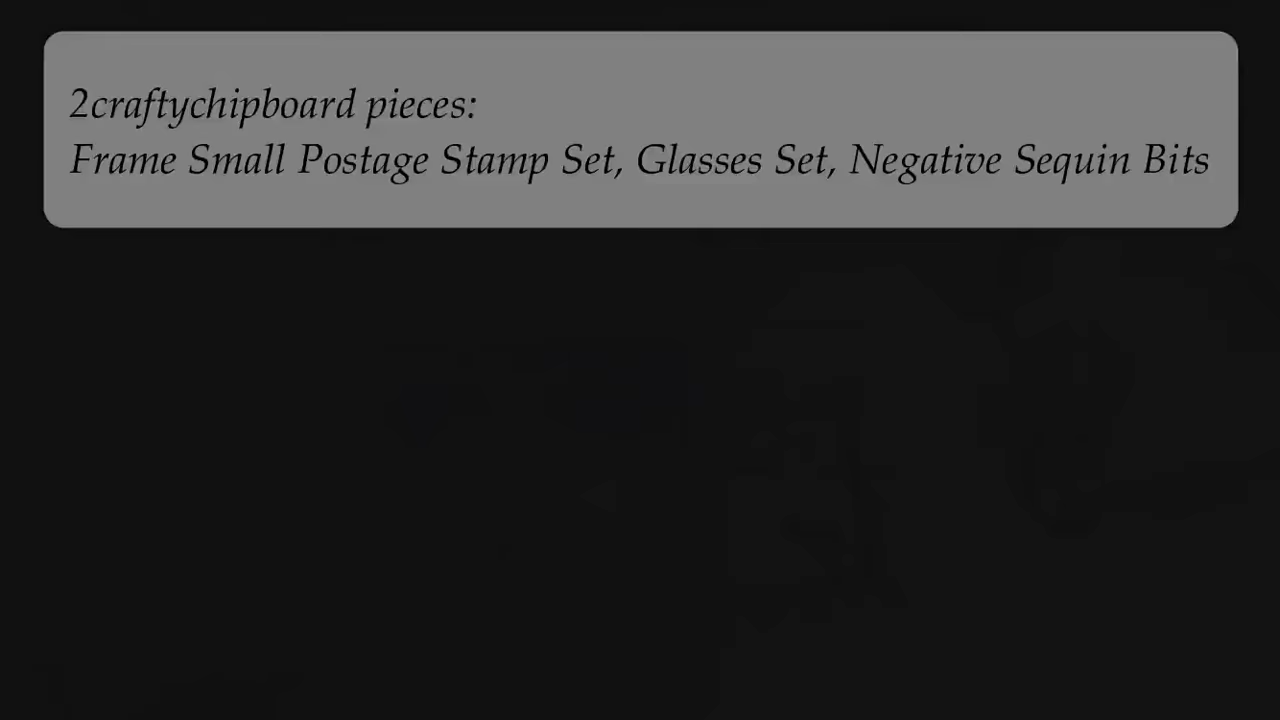 2craftychipboard pieces:
Frame Small Postage Stamp Set, Glasses Set, Negative Sequin Bits